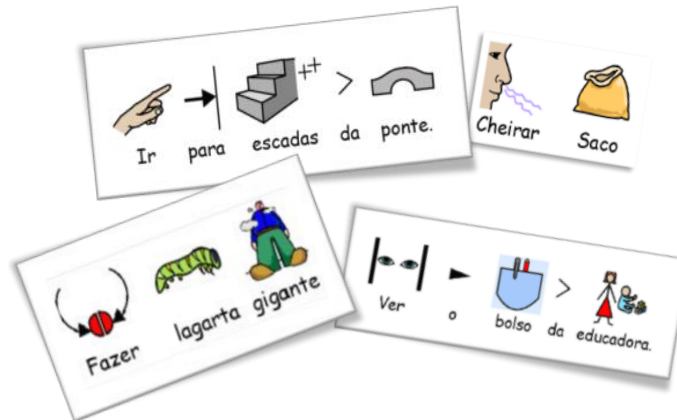 Ir para escadas da ponte.
Cheirar Saco
Fazer lagarta gigante
Ver o bolso da educadora.